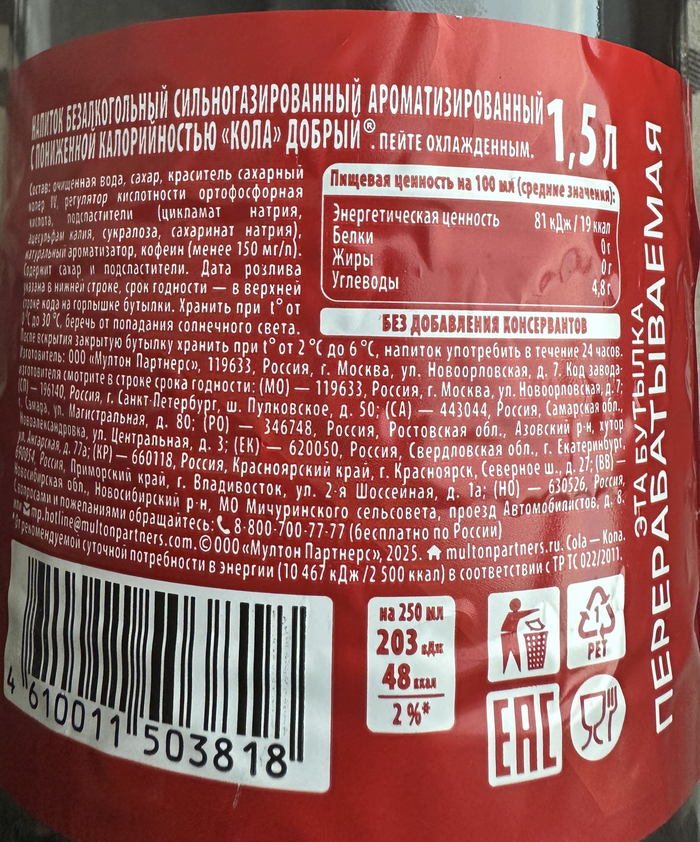 НАПИТОК БЕЗАЛКОГОЛЬНЫЙ СИЛЬНОГАЗИРОВАННЫЙ АРОМАТИЗИРОВАННЫЙ
С ПОНИЖЕННОЙ КАЛОРИЙНОСТЬЮ «КОЛА» ДОБРЫЙ®. ПЕЙТЕ ОХЛАЖДЕННЫМ.
1,5 л
Состав: очищенная вода, сахар, краситель сахарный
колер IV, регулятор кислотности ортофосфорная
кислота, подсластители (цикламат натрия,
ацесульфам калия, сукралоза, сахаринат натрия),
натуральный ароматизатор, кофеин (менее 150 мг/л).
Содержит сахар и подсластители. Дата розлива
указана в нижней строке, срок годности — в верхней
строке кода на горлышке бутылки. Хранить при t° от
0 °C до 30 °C, беречь от попадания солнечного света.
Пищевая ценность на 100 мл (средние значения):
Энергетическая ценность 81 кДж / 19 ккал
Белки 0 г
Жиры 0 г
Углеводы 4,8 г
БЕЗ ДОБАВЛЕНИЯ КОНСЕРВАНТОВ
После вскрытия закрытую бутылку хранить при t° от 2 °C до 6 °C, напиток употребить в течение 24 часов.
Изготовитель: ООО «Мултон Партнерс», 119633, Россия, г. Москва, ул. Новоорловская, д. 7. Код завода-
изготовителя смотрите в строке срока годности: (МО) — 119633, Россия, г. Москва, ул. Новоорловская, д. 7;
(СП) — 196140, Россия, г. Санкт-Петербург, ш. Пулковское, д. 50; (СА) — 443044, Россия, Самарская обл.,
г. Самара, ул. Магистральная, д. 80; (РО) — 346748, Россия, Ростовская обл., Азовский р-н, хутор
Новоалександровка, ул. Центральная, д. 3; (ЕК) — 620050, Россия, Свердловская обл., г. Екатеринбург,
ул. Ангарская, д. 77а; (КР) — 660118, Россия, Красноярский край, г. Красноярск, Северное ш., д. 27; (ВВ) —
690054, Россия, Приморский край, г. Владивосток, ул. 2-я Шоссейная, д. 1а; (НО) — 630526, Россия,
Новосибирская обл., Новосибирский р-н, МО Мичуринского сельсовета, проезд Автомобилистов, д. 8.
С вопросами и пожеланиями обращайтесь: 8-800-700-77-77 (бесплатно по России)
mp.hotline@multonpartners.com. © ООО «Мултон Партнерс», 2025. multonpartners.ru. Cola — Кола.
рекомендуемой суточной потребности в энергии (10 467 кДж /2 500 ккал) в соответствии с ТР ТС 022/2011.
4 610011 503818
на 250 мл
203 кДж
48 ккал
2 %*
1
PET
EAC
ЭТА БУТЫЛКА
ПЕРЕРАБАТЫВАЕМАЯ